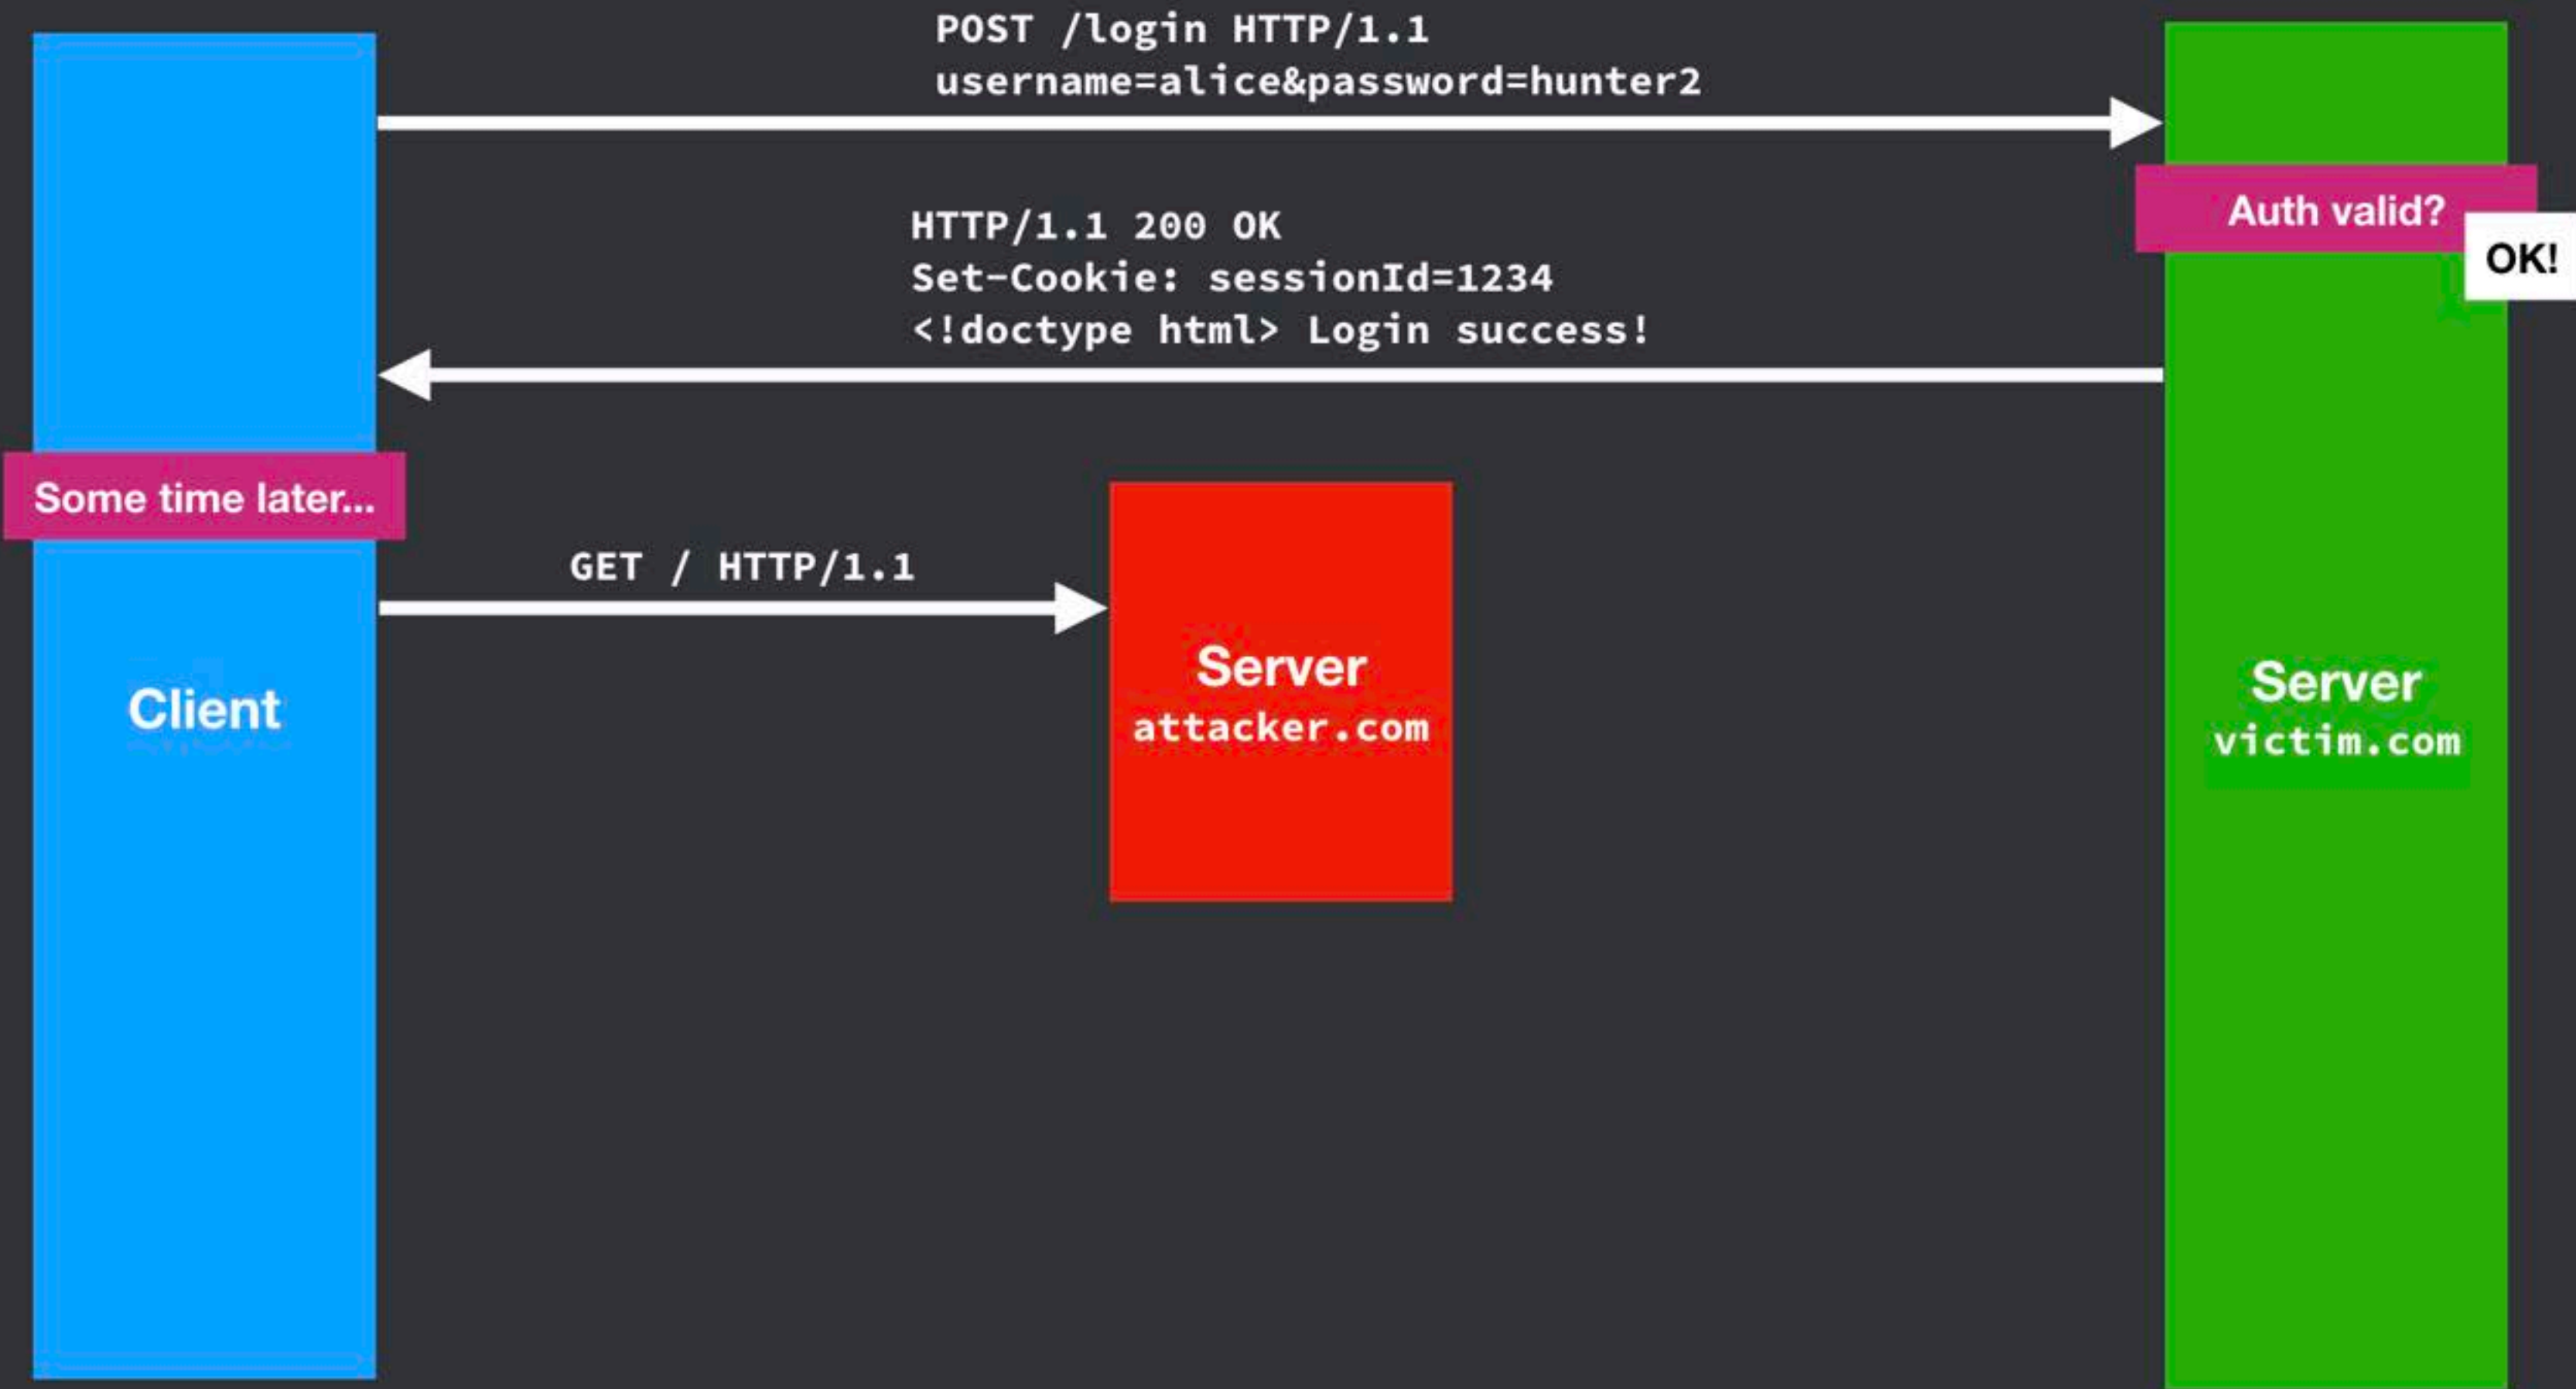 POST /login HTTP/1.1
username=alice&password=hunter2
Auth valid?
OK!
HTTP/1.1 200 OK
Set-Cookie: sessionId=1234
<!doctype html> Login success!
Some time later...
GET / HTTP/1.1
Client
Server
attacker.com
Server
victim.com